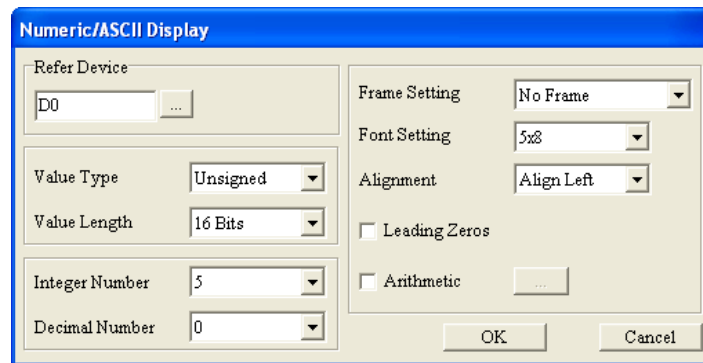 Numeric/ASCII Display
Refer Device
D0
...
Value Type
Unsigned
Value Length
16 Bits
Integer Number
5
Decimal Number
0
Frame Setting
No Frame
Font Setting
5x8
Alignment
Align Left
Leading Zeros
Arithmetic
...
OK
Cancel